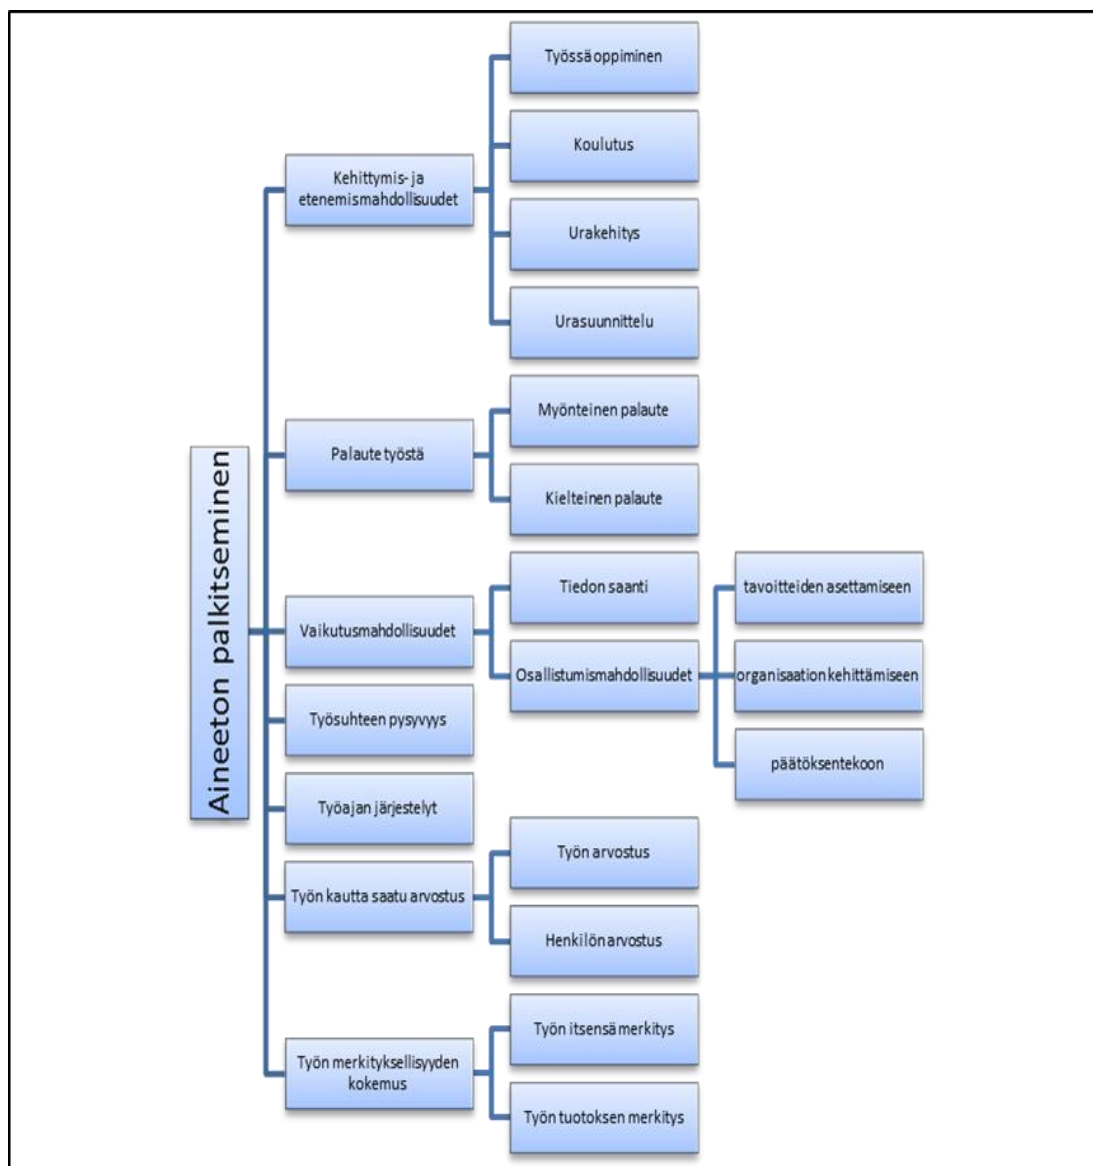 Aineeton palkitseminen
Kehittymis- ja
etenemismahdollisuudet
Työssä oppiminen
Koulutus
Urakehitys
Urasuunnittelu
Palaute työstä
Myönteinen palaute
Kielteinen palaute
Vaikutusmahdollisuudet
Tiedon saanti
Osallistumismahdollisuudet
tavoitteiden asettamiseen
organisaation kehittämiseen
päätöksentekoon
Työsuhteen pysyvyys
Työajan järjestelyt
Työn kautta saatu arvostus
Työn arvostus
Henkilön arvostus
Työn merkityksellisyyden
kokemus
Työn itsensä merkitys
Työn tuotoksen merkitys